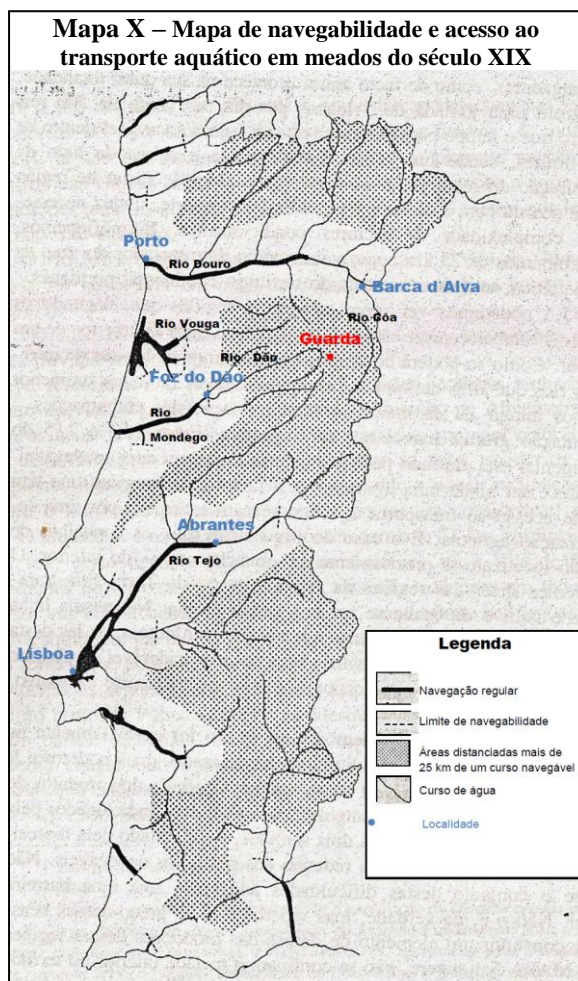 Mapa X – Mapa de navegabilidade e acesso ao
transporte aquático em meados do século XIX
Porto
Rio Douro
Barca d'Alva
Rio Côa
Rio Vouga
Guarda
Rio Dão
Foz do Dão
Rio
Mondego
Abrantes
Rio Tejo
Lisboa
Legenda
Navegação regular
Limite de navegabilidade
Áreas distanciadas mais de
25 km de um curso navegável
Curso de água
Localidade